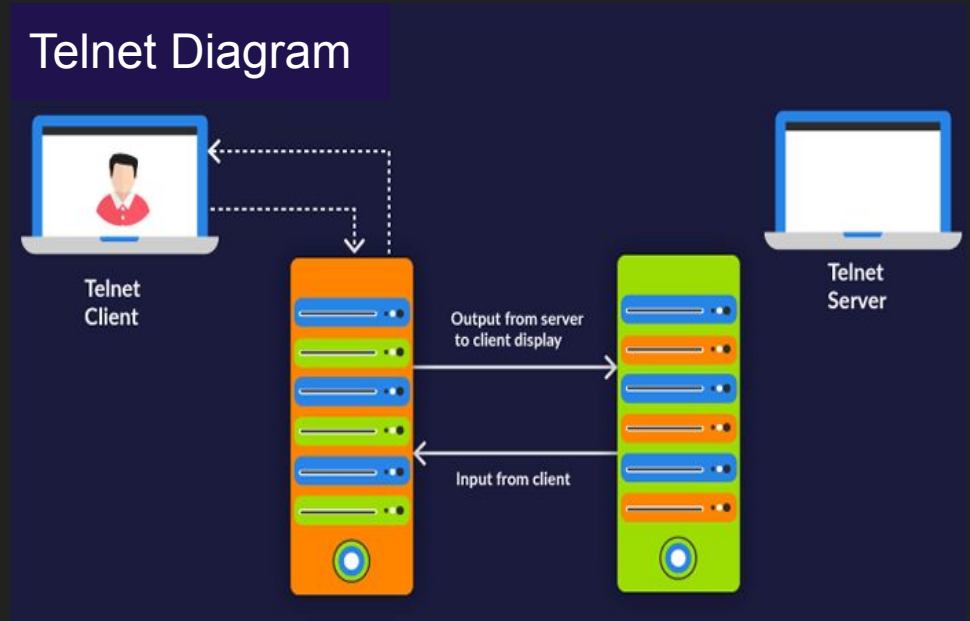 Telnet Diagram
Telnet
Client
Output from server
to client display
Input from client
Telnet
Server